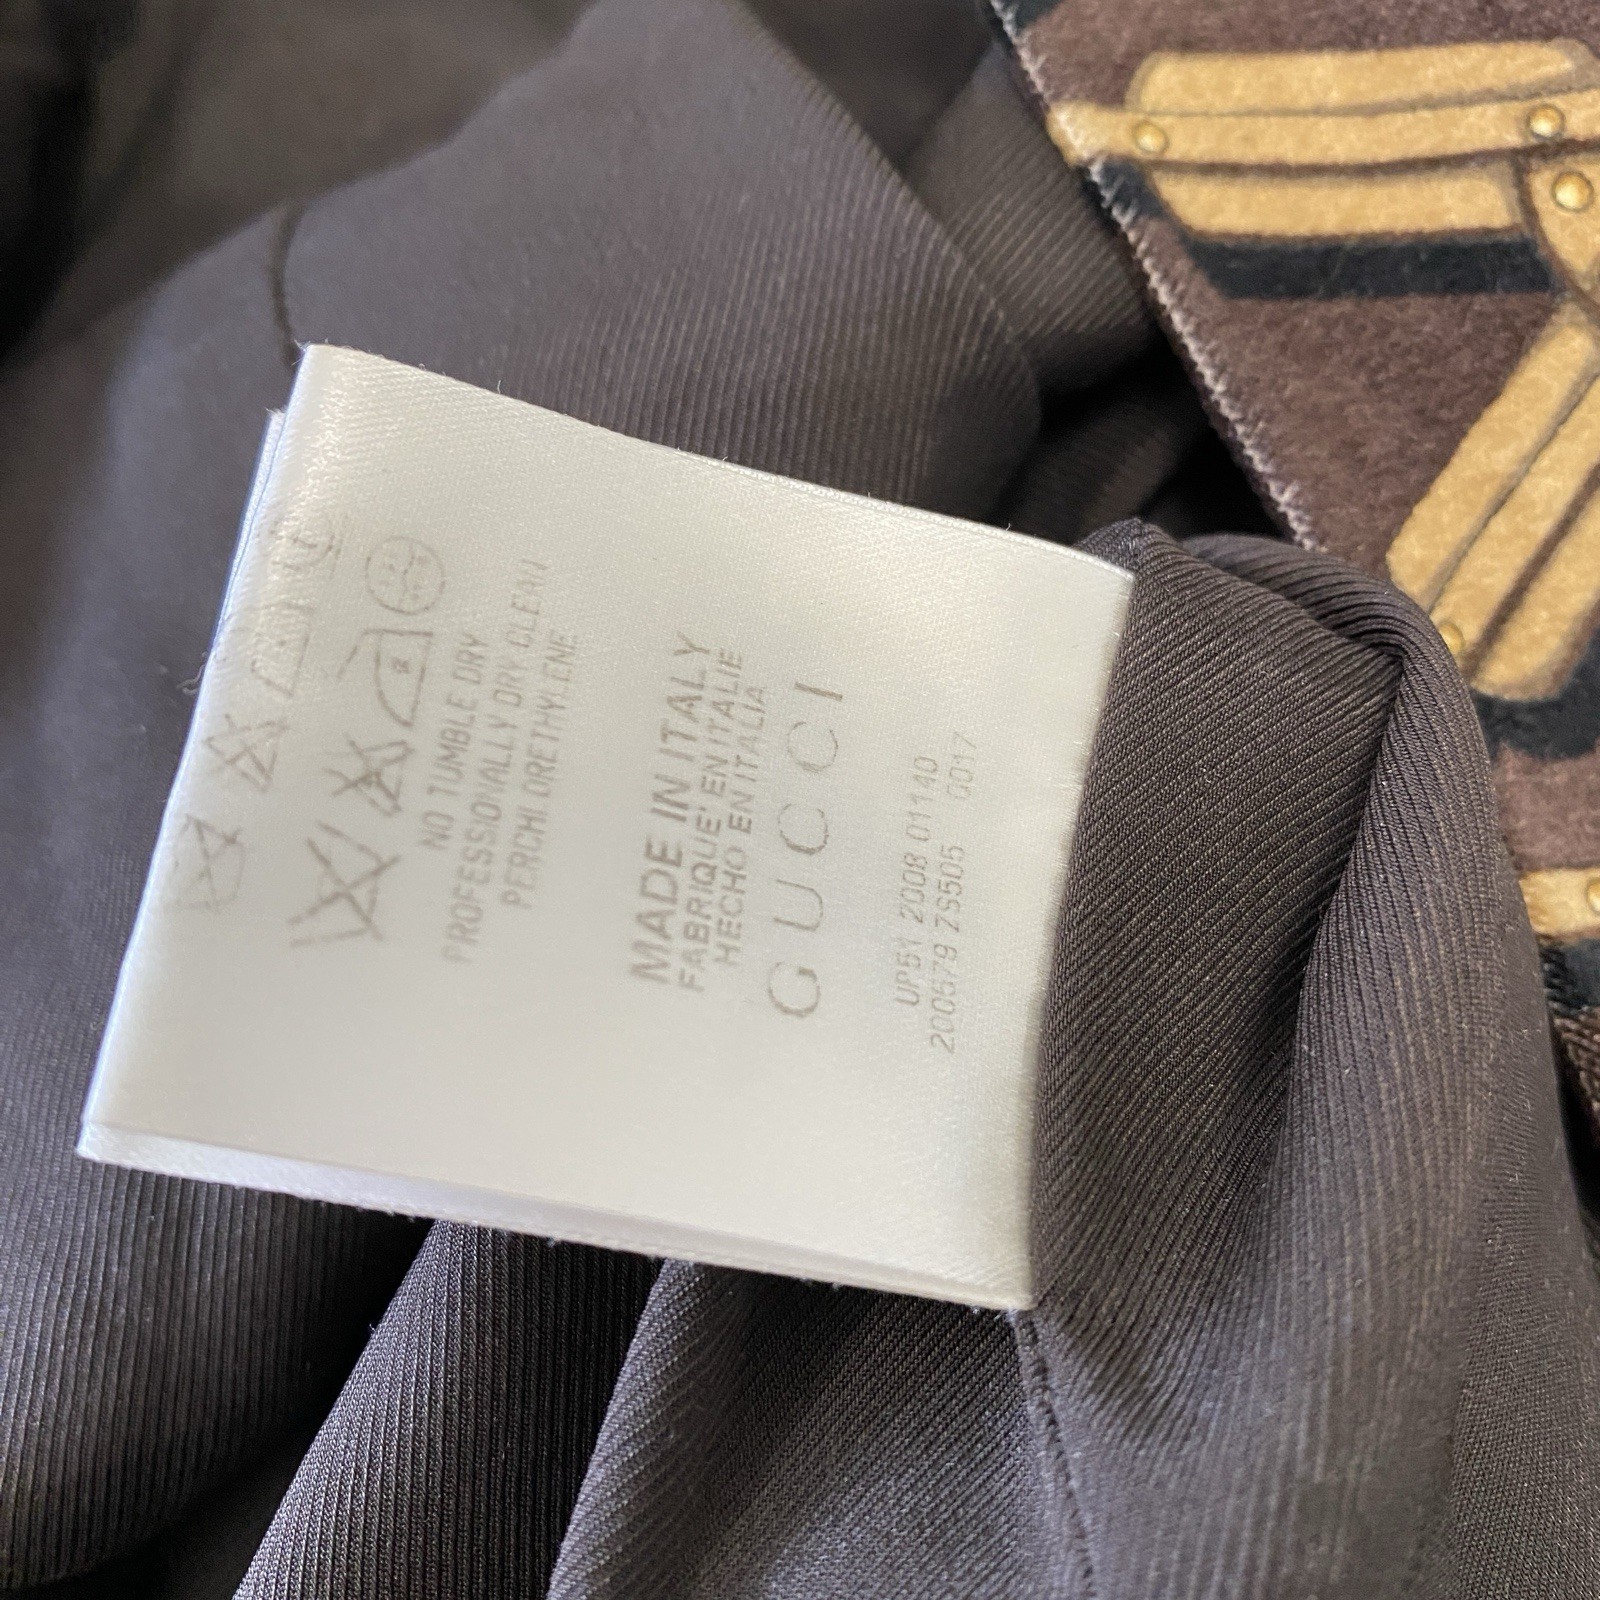 NO TUMBLE DRY
PROFESSIONALLY DRY CLEAN
PERCHLORETHYLENE
MADE IN ITALY
FABRIQUE' EN ITALIE
HECHO EN ITALIA
GUCCI
UP5Y 2008 01140
200579 ZS505 0017